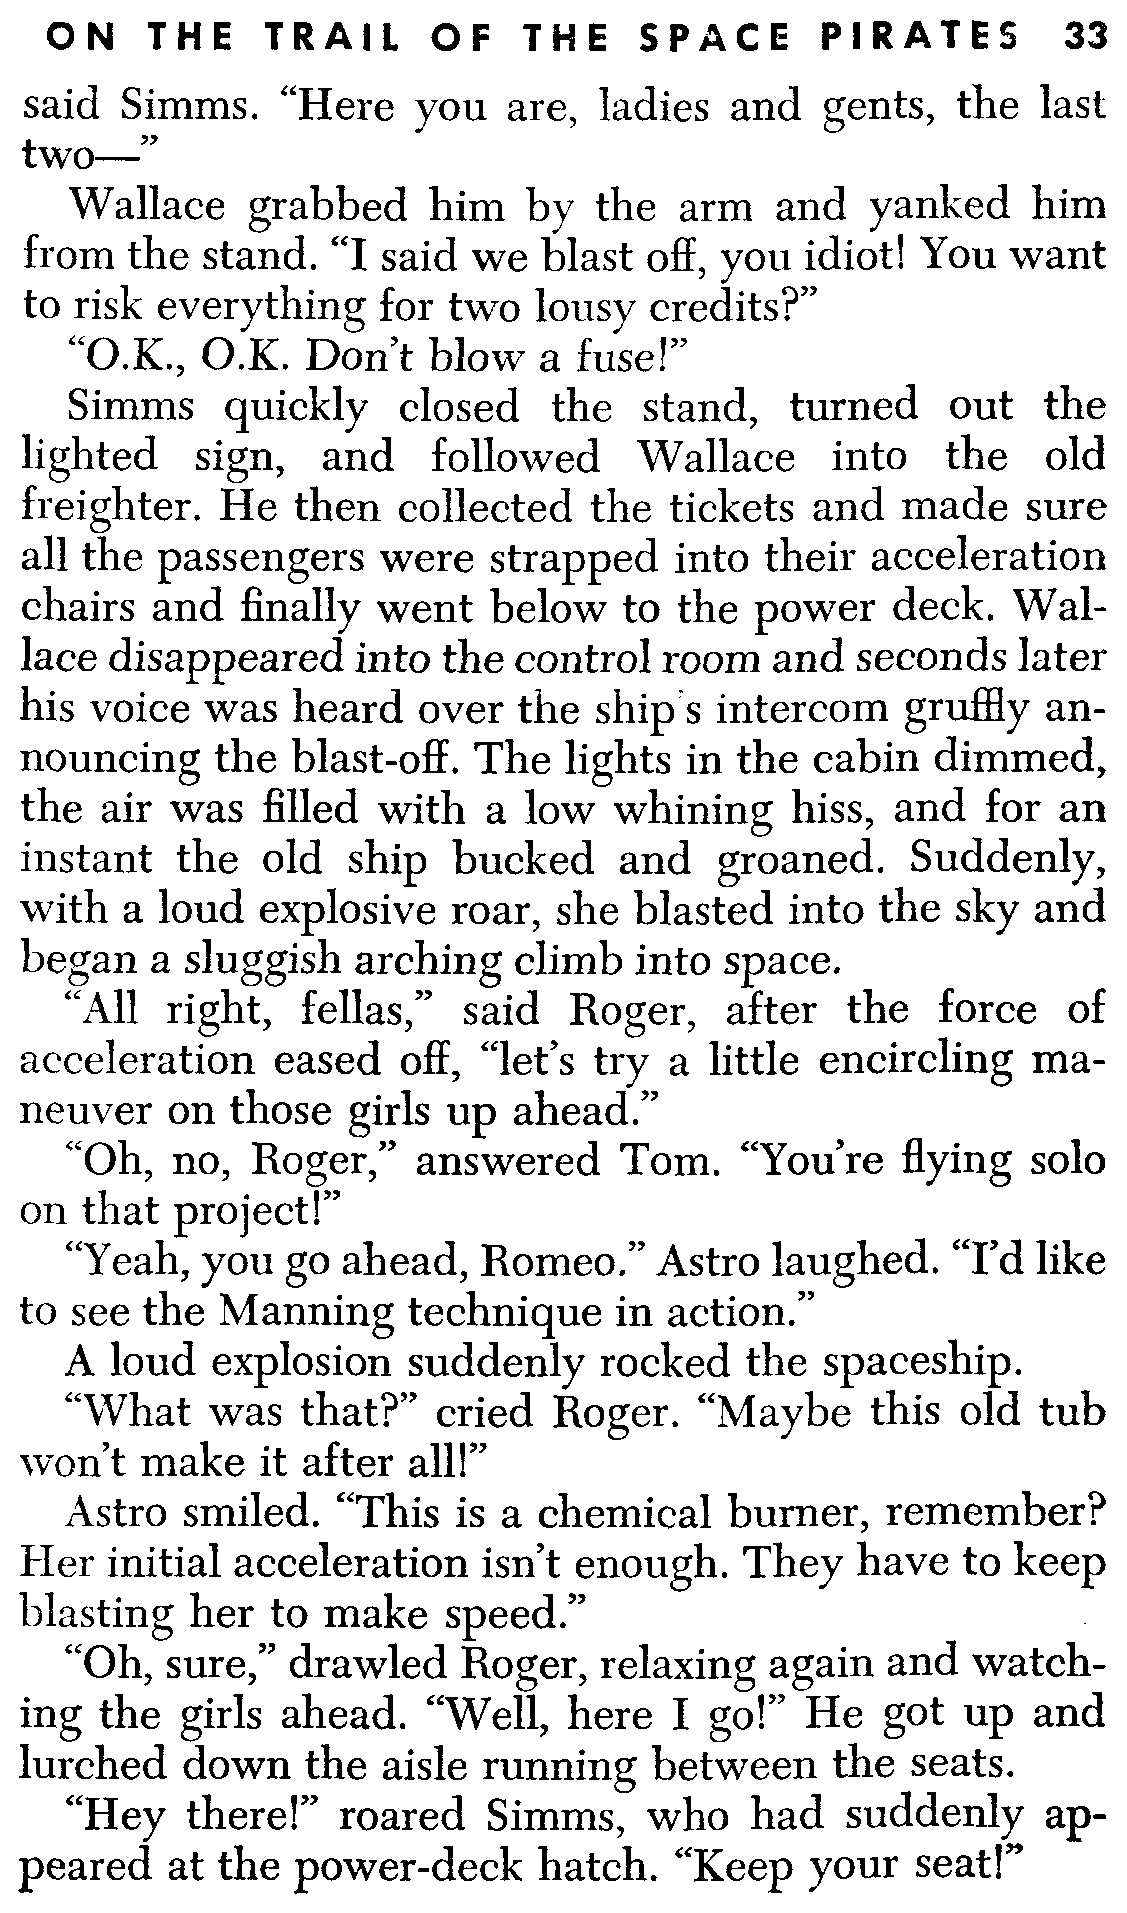 ON THE TRAIL OF THE SPACE PIRATES 33
said Simms. “Here you are, ladies and gents, the last
two—”
Wallace grabbed him by the arm and yanked him
from the stand. “I said we blast off, you idiot! You want
to risk everything for two lousy credits?”
“O.K., O.K. Don’t blow a fuse!”
Simms quickly closed the stand, turned out the
lighted sign, and followed Wallace into the old
freighter. He then collected the tickets and made sure
all the passengers were strapped into their acceleration
chairs and finally went below to the power deck. Wal-
lace disappeared into the control room and seconds later
his voice was heard over the ship’s intercom gruffly an-
nouncing the blast-off. The lights in the cabin dimmed,
the air was filled with a low whining hiss, and for an
instant the old ship bucked and groaned. Suddenly,
with a loud explosive roar, she blasted into the sky and
began a sluggish arching climb into space.
“All right, fellas,” said Roger, after the force of
acceleration eased off, “let’s try a little encircling ma-
neuver on those girls up ahead.”
“Oh, no, Roger,” answered Tom. “You’re flying solo
on that project!”
“Yeah, you go ahead, Romeo.” Astro laughed. “I’d like
to see the Manning technique in action.”
A loud explosion suddenly rocked the spaceship.
“What was that?” cried Roger. “Maybe this old tub
won’t make it after all!”
Astro smiled. “This is a chemical burner, remember?
Her initial acceleration isn’t enough. They have to keep
blasting her to make speed.”
“Oh, sure,” drawled Roger, relaxing again and watch-
ing the girls ahead. “Well, here I go!” He got up and
lurched down the aisle running between the seats.
“Hey there!” roared Simms, who had suddenly ap-
peared at the power-deck hatch. “Keep your seat!”